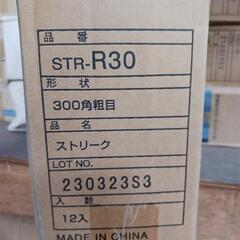 品番
STR-R30
形状
300角粗目
品名
ストリーク
LOT NO.
230323S3
入数
12入
MADE IN CHINA